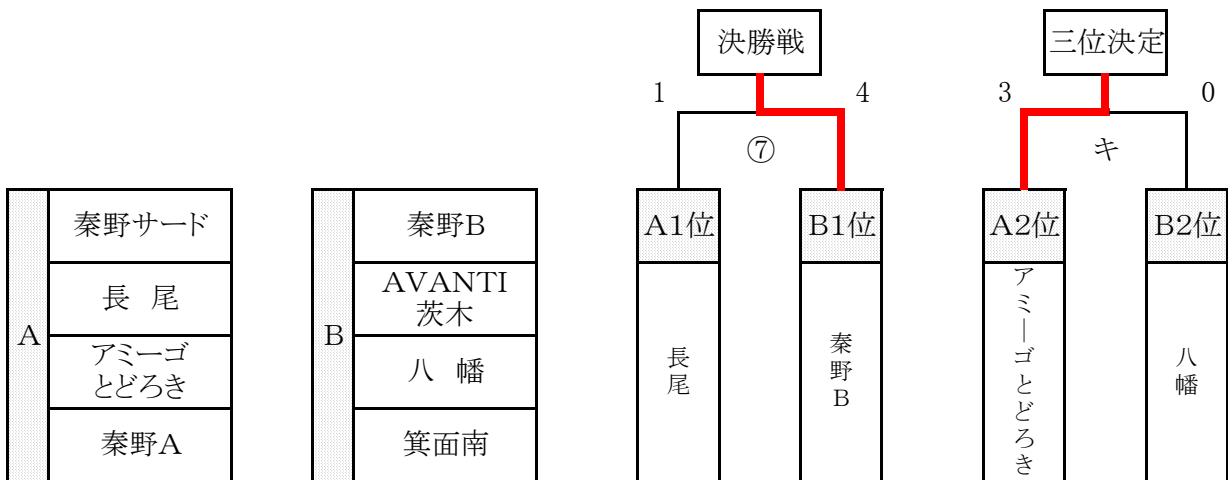 決勝戦
三位決定
1
4
3
0
⑦
キ
A
秦野サード
長 尾
アミーゴ
とどろき
秦野A
B
秦野B
AVANTI
茨木
八 幡
箕面南
A1位
B1位
A2位
B2位
長尾
秦野B
アミーゴとどろき
八幡